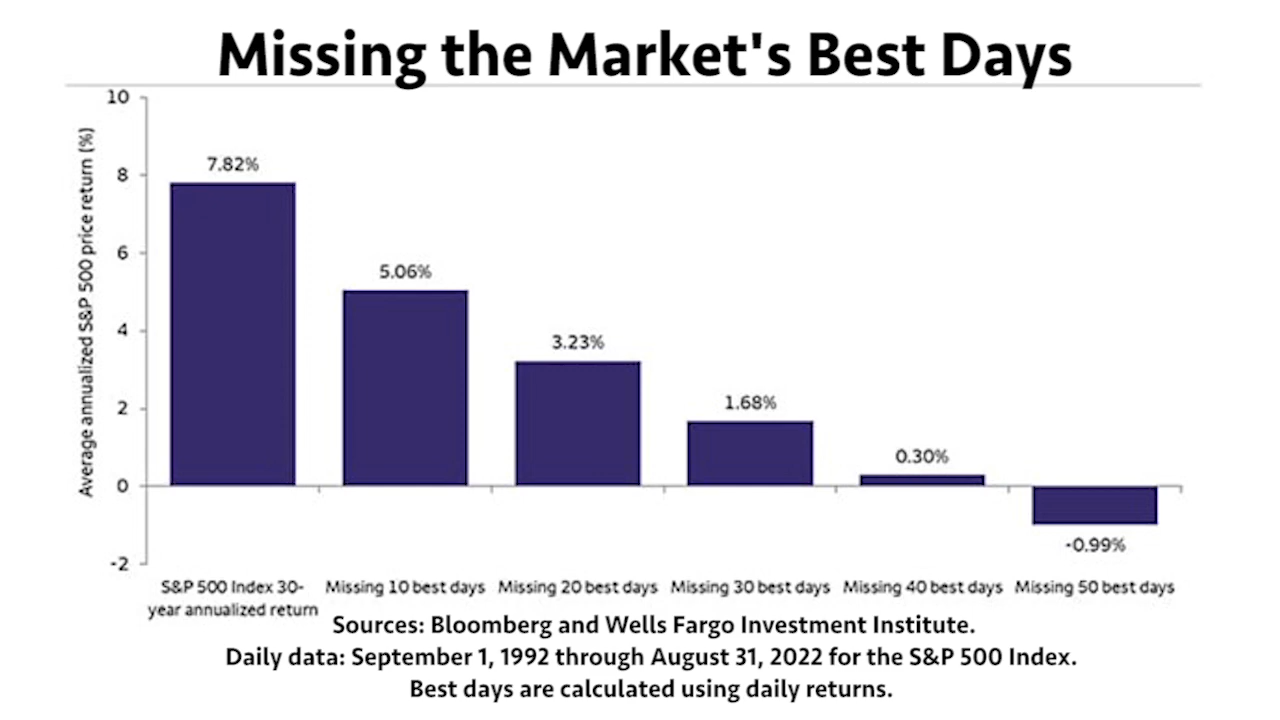 Missing the Market's Best Days
Average annualized S&P 500 price return (%)
10
8
6
4
2
0
-2
7.82%
5.06%
3.23%
1.68%
0.30%
-0.99%
S&P 500 Index 30-
year annualized return
Missing 10 best days
Missing 20 best days
Missing 30 best days
Missing 40 best days
Missing 50 best days
Sources: Bloomberg and Wells Fargo Investment Institute.
Daily data: September 1, 1992 through August 31, 2022 for the S&P 500 Index.
Best days are calculated using daily returns.